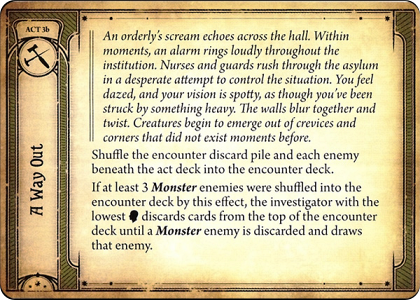 ACT 3b
A Way Out
An orderly's scream echoes across the hall. Within
moments, an alarm rings loudly throughout the
institution. Nurses and guards rush through the asylum
in a desperate attempt to control the situation. You feel
dazed, and your vision is spotty, as though you've been
struck by something heavy. The walls blur together and
twist. Creatures begin to emerge out of crevices and
corners that did not exist moments before.
Shuffle the encounter discard pile and each enemy
beneath the act deck into the encounter deck.
If at least 3 Monster enemies were shuffled into the
encounter deck by this effect, the investigator with the
lowest discards cards from the top of the encounter
deck until a Monster enemy is discarded and draws
that enemy.